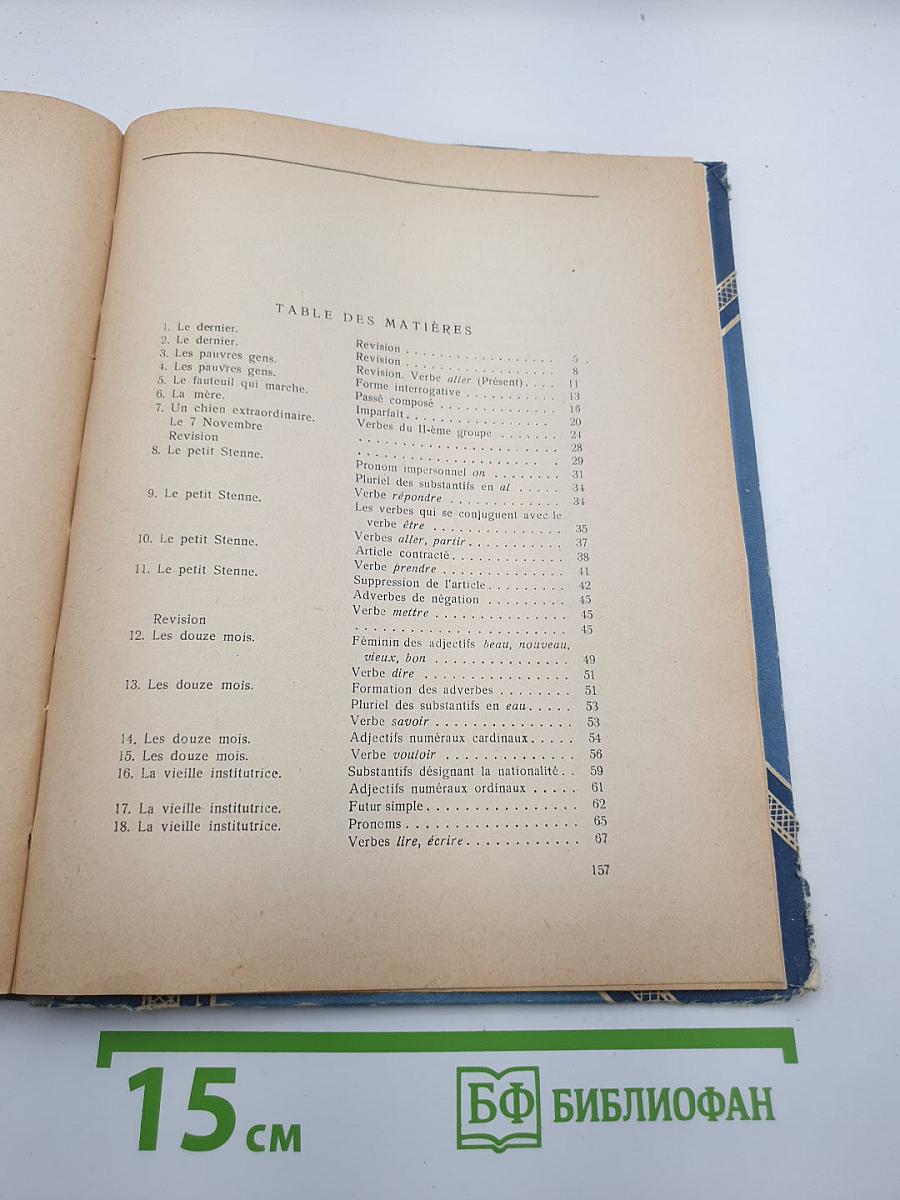 TABLE DES MATIÈRES
1. Le dernier. Revision . . . . . . . . . . . . . . . . . 5
2. Le dernier. Revision . . . . . . . . . . . . . . . . . 8
3. Les pauvres gens. Revision. Verbe aller (Présent) . . . . 11
4. Les pauvres gens. Forme interrogative . . . . . . . . . . 13
5. Le fauteuil qui marche. Passé composé . . . . . . . . . . . . . 16
6. La mère. Imparfait . . . . . . . . . . . . . . . . 20
7. Un chien extraordinaire. Verbes du II-ème groupe . . . . . . . 24
Le 7 Novembre . . . . . . . . . . . . . . . . . . . . 28
Revision . . . . . . . . . . . . . . . . . . . . 29
8. Le petit Stenne. Pronom impersonnel on . . . . . . . . 31
Pluriel des substantifs en al . . . . . 34
Verbe répondre . . . . . . . . . . . . 34
9. Le petit Stenne. Les verbes qui se conjuguent avec le
verbe être . . . . . . . . . . . . . . 35
Verbes aller, partir . . . . . . . . . . 37
10. Le petit Stenne. Article contracté . . . . . . . . . . . . 38
Verbe prendre . . . . . . . . . . . . . 41
11. Le petit Stenne. Suppression de l'article . . . . . . . . 42
Adverbes de négation . . . . . . . . . 45
Verbe mettre . . . . . . . . . . . . . . 45
Revision . . . . . . . . . . . . . . . . . . . . 45
12. Les douze mois. Féminin des adjectifs beau, nouveau,
vieux, bon . . . . . . . . . . . . . . 49
Verbe dire . . . . . . . . . . . . . . . 51
13. Les douze mois. Formation des adverbes . . . . . . . . 51
Pluriel des substantifs en eau . . . . . 53
Verbe savoir . . . . . . . . . . . . . . 53
14. Les douze mois. Adjectifs numéraux cardinaux . . . . . 54
15. Les douze mois. Verbe vouloir . . . . . . . . . . . . . 56
16. La vieille institutrice. Substantifs désignant la nationalité . . 59
Adjectifs numéraux ordinaux . . . . . 61
17. La vieille institutrice. Futur simple . . . . . . . . . . . . . . . 62
18. La vieille institutrice. Pronoms . . . . . . . . . . . . . . . . . 65
Verbes lire, écrire . . . . . . . . . . . . 67
157
15 см БФ БИБЛИОФАН